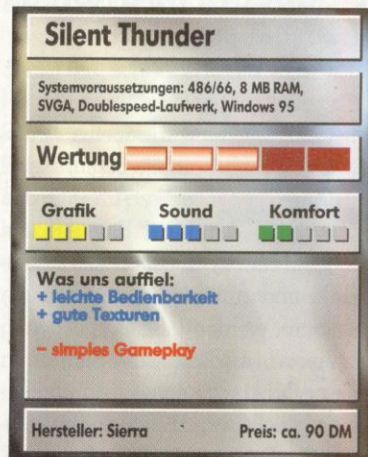 Silent Thunder
Systemvoraussetzungen: 486/66, 8 MB RAM,
SVGA, Doublespeed-Laufwerk, Windows 95
Wertung
Grafik Sound Komfort
Was uns auffiel:
+ leichte Bedienbarkeit
+ gute Texturen
– simples Gameplay
Hersteller: Sierra Preis: ca. 90 DM